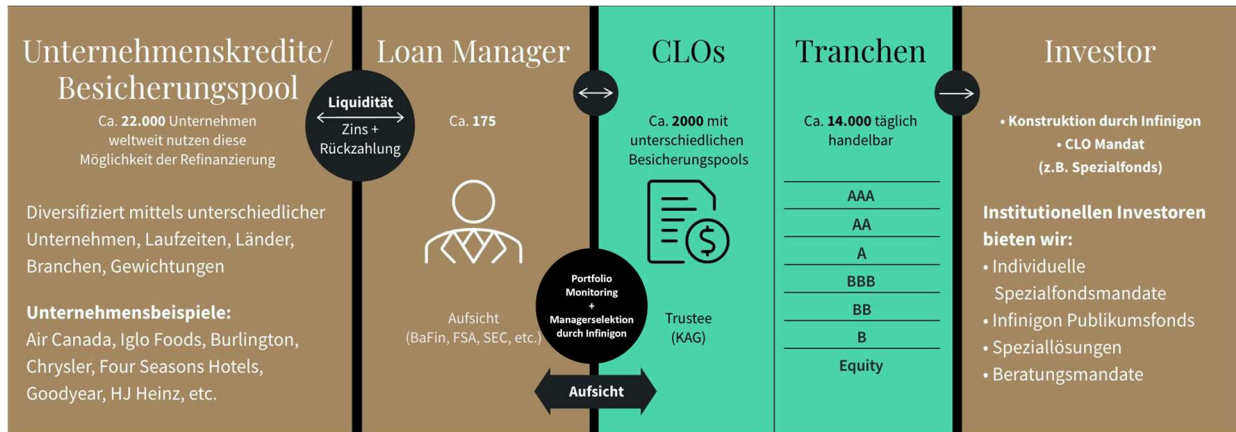 Unternehmenskredite/
Besicherungspool
Ca. 22.000 Unternehmen
weltweit nutzen diese
Möglichkeit der Refinanzierung
Diversifiziert mittels unterschiedlicher
Unternehmen, Laufzeiten, Länder,
Branchen, Gewichtungen
Unternehmensbeispiele:
Air Canada, Iglo Foods, Burlington,
Chrysler, Four Seasons Hotels,
Goodyear, HJ Heinz, etc.
Liquidität
Zins +
Rückzahlung
Loan Manager
Ca. 175
Aufsicht
(BaFin, FSA, SEC, etc.)
Portfolio
Monitoring
+
Managerselektion
durch Infinigon
Aufsicht
CLOs
Ca. 2000 mit
unterschiedlichen
Besicherungspools
$
Trustee
(KAG)
Tranchen
Ca. 14.000 täglich
handelbar
AAA
AA
A
BBB
BB
B
Equity
Investor
• Konstruktion durch Infinigon
• CLO Mandat
(z.B. Spezialfonds)
Institutionellen Investoren
bieten wir:
• Individuelle
Spezialfondsmandate
• Infinigon Publikumsfonds
• Speziallösungen
• Beratungsmandate